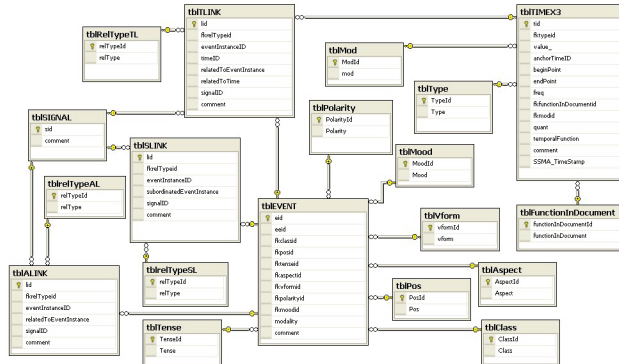 tblTLINK
lid
fkrelTypeid
eventInstanceID
timeID
relatedToEventInstance
relatedToTime
signalID
comment
tblRelTypeTL
relTypeId
relType
tblTIMEX3
tid
fktypeid
value_
anchorTimeID
beginPoint
endPoint
freq
fkfunctionInDocumentid
fkrmodid
quant
temporalFunction
comment
SSMA_TimeStamp
tblMod
ModId
mod
tblType
TypeId
Type
tblSIGNAL
sid
comment
tblPolarity
PolarityId
Polarity
tblSLINK
lid
fkrelTypeid
eventInstanceID
subordinatedEventInstance
signalID
comment
tblMood
MoodId
Mood
tblrelTypeAL
relTypeId
relType
tblEVENT
eid
eeid
fkclassid
fkposid
fktenseid
fkaspectid
fkvformid
fkpolarityid
fkmoodid
modality
comment
tblVform
vformId
vform
tblFunctionInDocument
functionInDocumentId
functionInDocument
tblALINK
lid
fkrelTypeid
eventInstanceID
relatedToEventInstance
signalID
comment
tblrelTypeSL
relTypeId
relType
tblAspect
AspectId
Aspect
tblPos
PosId
Pos
tblTense
TenseId
Tense
tblClass
ClassId
Class